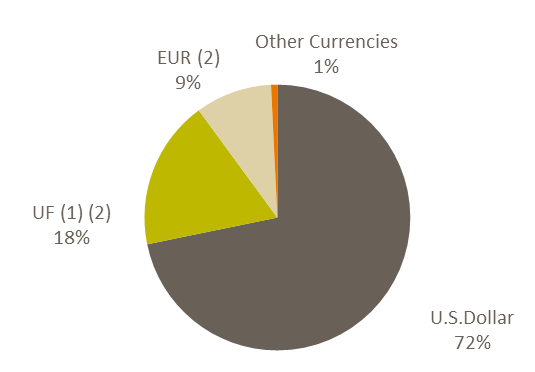 Other Currencies
1%
EUR (2)
9%
UF (1) (2)
18%
U.S.Dollar
72%